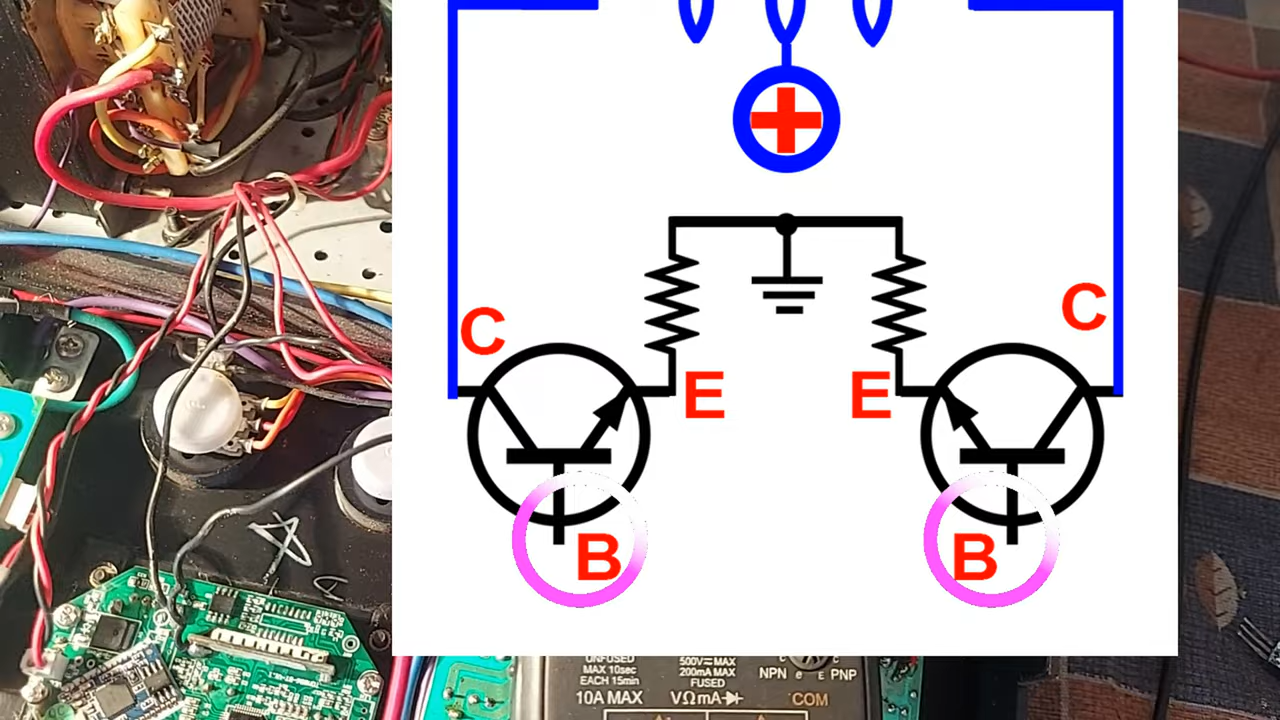 +
C
C
E
E
B
B
A
UNFUSED
MAX 10sec
EACH 15min
10A MAX
500V⎓MAX
200mA MAX
FUSED
VΩmA
NPN
c
e
E
c
PNP
COM